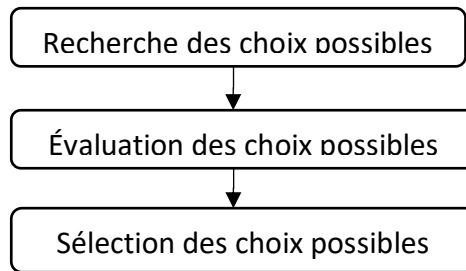 Recherche des choix possibles
Évaluation des choix possibles
Sélection des choix possibles